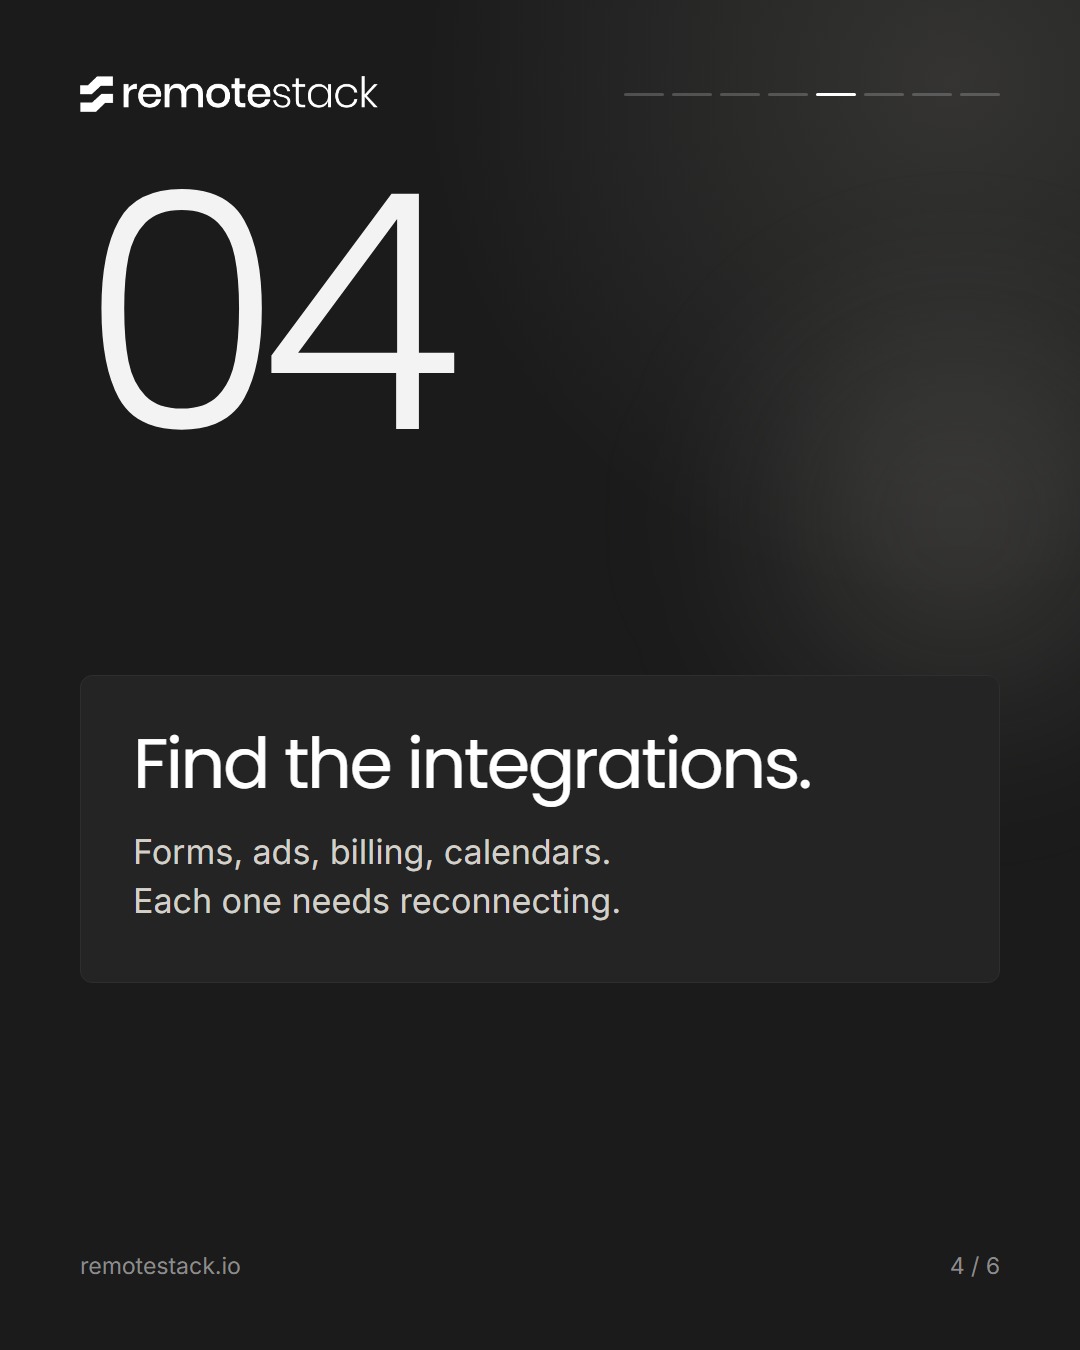 remotestack
04
Find the integrations.
Forms, ads, billing, calendars.
Each one needs reconnecting.
remotestack.io
4 / 6